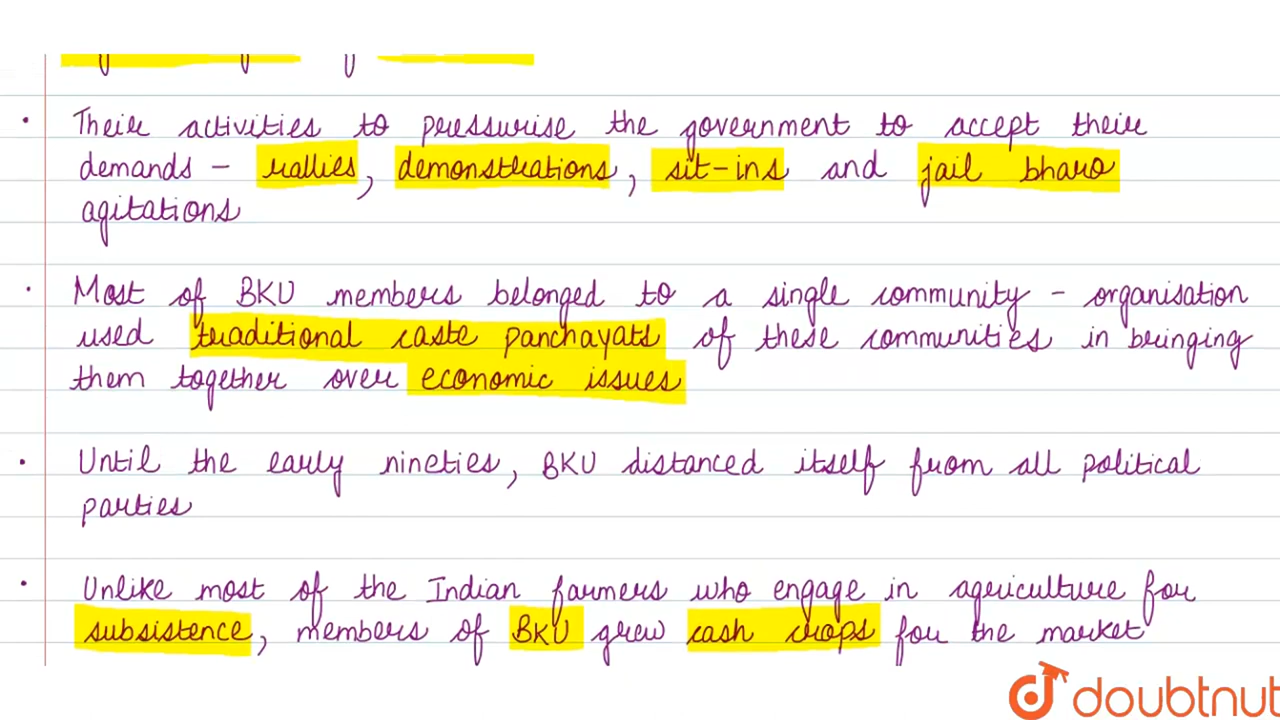 • Their activities to pressurise the government to accept their
demands – rallies, demonstrations, sit-ins and jail bharo
agitations
• Most of BKU members belonged to a single community – organisation
used traditional caste panchayats of these communities in bringing
them together over economic issues
• Until the early nineties, BKU distanced itself from all political
parties
• Unlike most of the Indian farmers who engage in agriculture for
subsistence, members of BKU grew cash crops for the market
doubtnut